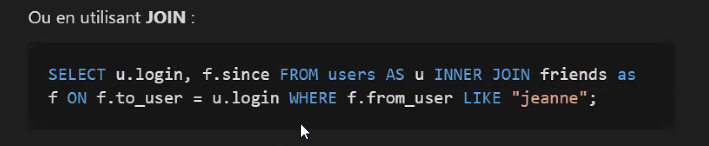 Ou en utilisant JOIN :
SELECT u.login, f.since FROM users AS u INNER JOIN friends as
f ON f.to_user = u.login WHERE f.from_user LIKE "jeanne";